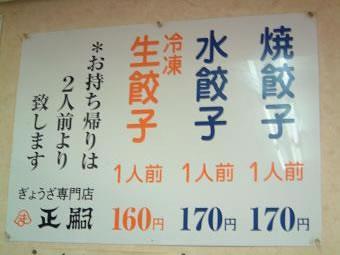 焼餃子
1人前
170円
水餃子
1人前
170円
冷凍
生餃子
1人前
160円
＊お持ち帰りは
２人前より
致します
ぎょうざ専門店
正嗣